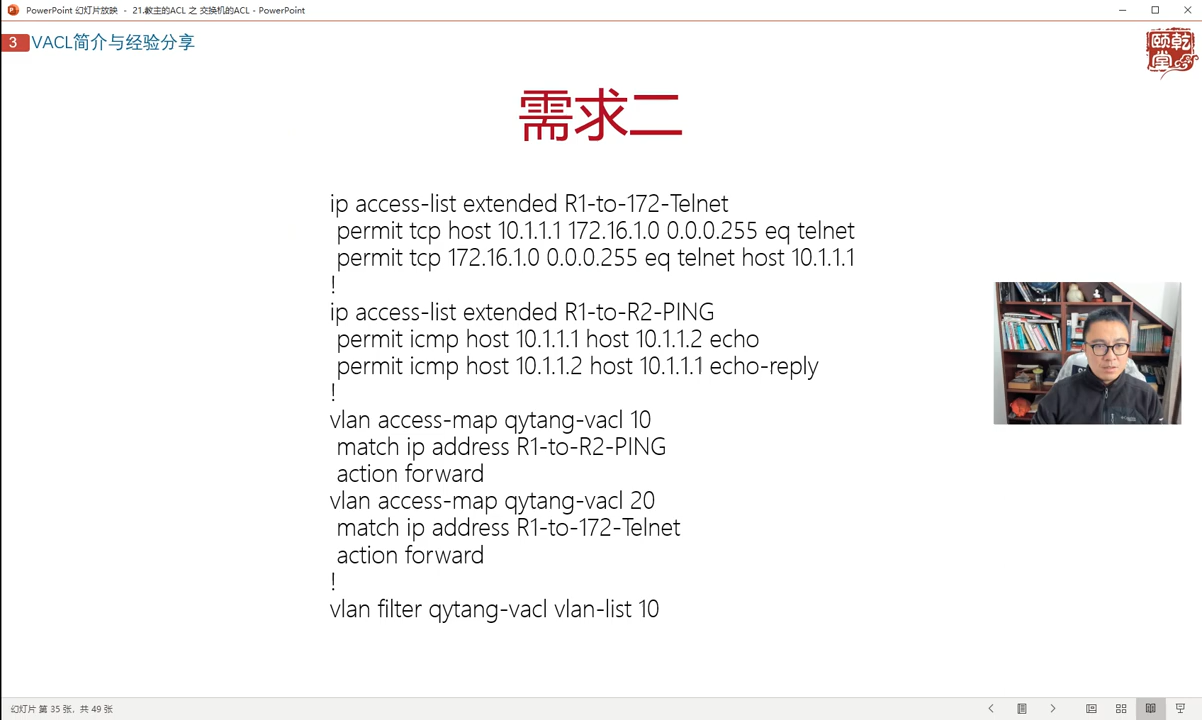 PowerPoint 幻灯片放映 - 21.教主的ACL 之 交换机的ACL - PowerPoint
3 VACL简介与经验分享
颐乾堂
需求二
ip access-list extended R1-to-172-Telnet
permit tcp host 10.1.1.1 172.16.1.0 0.0.0.255 eq telnet
permit tcp 172.16.1.0 0.0.0.255 eq telnet host 10.1.1.1
!
ip access-list extended R1-to-R2-PING
permit icmp host 10.1.1.1 host 10.1.1.2 echo
permit icmp host 10.1.1.2 host 10.1.1.1 echo-reply
!
vlan access-map qytang-vacl 10
match ip address R1-to-R2-PING
action forward
vlan access-map qytang-vacl 20
match ip address R1-to-172-Telnet
action forward
!
vlan filter qytang-vacl vlan-list 10
幻灯片 第 35 张，共 49 张